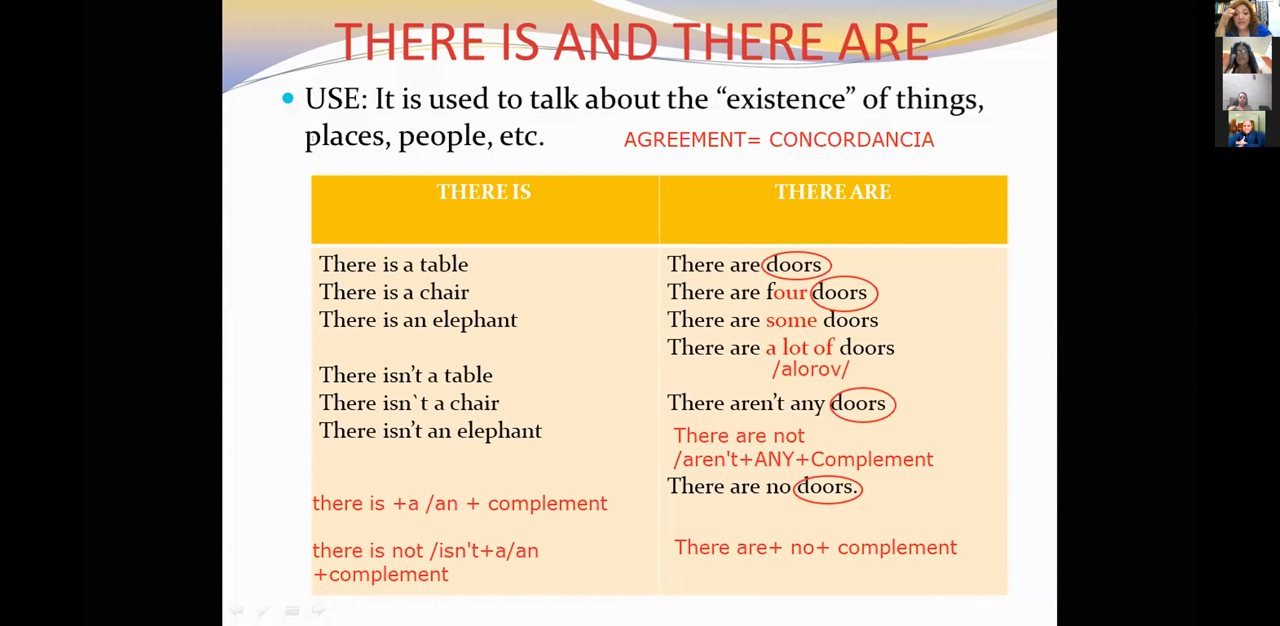 THERE IS AND THERE ARE
USE: It is used to talk about the “existence” of things,
places, people, etc.
AGREEMENT= CONCORDANCIA
THERE IS
There is a table
There is a chair
There is an elephant
There isn’t a table
There isn`t a chair
There isn’t an elephant
there is +a /an + complement
there is not /isn't+a/an
+complement
THERE ARE
There are doors
There are four doors
There are some doors
There are a lot of doors
/alorov/
There aren’t any doors
There are not
/aren't+ANY+Complement
There are no doors.
There are+ no+ complement